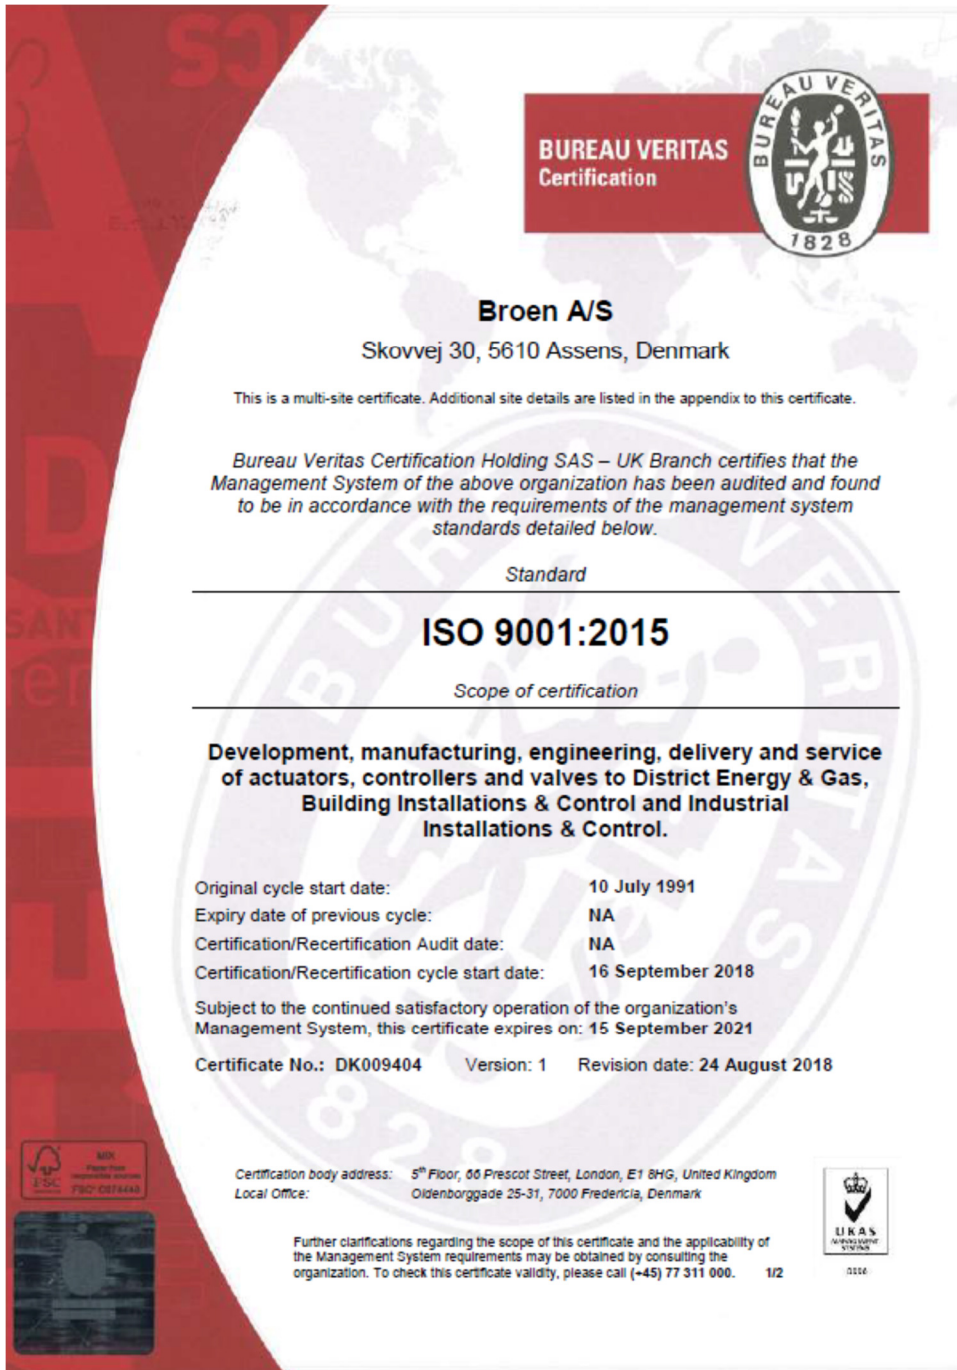 BUREAU VERITAS
Certification
BUREAU VERITAS
1828
Broen A/S
Skovvej 30, 5610 Assens, Denmark
This is a multi-site certificate. Additional site details are listed in the appendix to this certificate.
Bureau Veritas Certification Holding SAS – UK Branch certifies that the
Management System of the above organization has been audited and found
to be in accordance with the requirements of the management system
standards detailed below.
Standard
ISO 9001:2015
Scope of certification
Development, manufacturing, engineering, delivery and service
of actuators, controllers and valves to District Energy & Gas,
Building Installations & Control and Industrial
Installations & Control.
Original cycle start date: 10 July 1991
Expiry date of previous cycle: NA
Certification/Recertification Audit date: NA
Certification/Recertification cycle start date: 16 September 2018
Subject to the continued satisfactory operation of the organization's
Management System, this certificate expires on: 15 September 2021
Certificate No.: DK009404 Version: 1 Revision date: 24 August 2018
Certification body address: 5th Floor, 66 Prescot Street, London, E1 8HG, United Kingdom
Local Office: Oldenborggade 25-31, 7000 Fredericia, Denmark
Further clarifications regarding the scope of this certificate and the applicability of
the Management System requirements may be obtained by consulting the
organization. To check this certificate validity, please call (+45) 77 311 000. 1/2
UKAS
MANAGEMENT
SYSTEMS
MIX
FSC
BUREAU VERITAS
1828